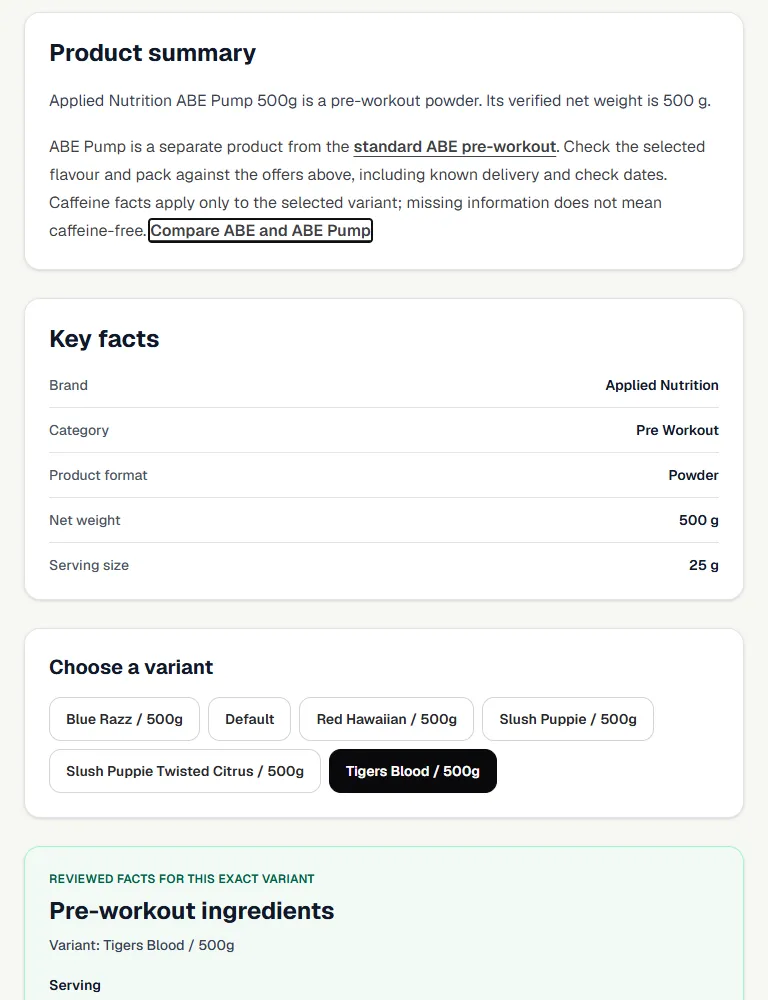 Product summary
Applied Nutrition ABE Pump 500g is a pre-workout powder. Its verified net weight is 500 g.
ABE Pump is a separate product from the standard ABE pre-workout. Check the selected
flavour and pack against the offers above, including known delivery and check dates.
Caffeine facts apply only to the selected variant; missing information does not mean
caffeine-free. Compare ABE and ABE Pump
Key facts
Brand Applied Nutrition
Category Pre Workout
Product format Powder
Net weight 500 g
Serving size 25 g
Choose a variant
Blue Razz / 500g Default Red Hawaiian / 500g Slush Puppie / 500g
Slush Puppie Twisted Citrus / 500g Tigers Blood / 500g
REVIEWED FACTS FOR THIS EXACT VARIANT
Pre-workout ingredients
Variant: Tigers Blood / 500g
Serving